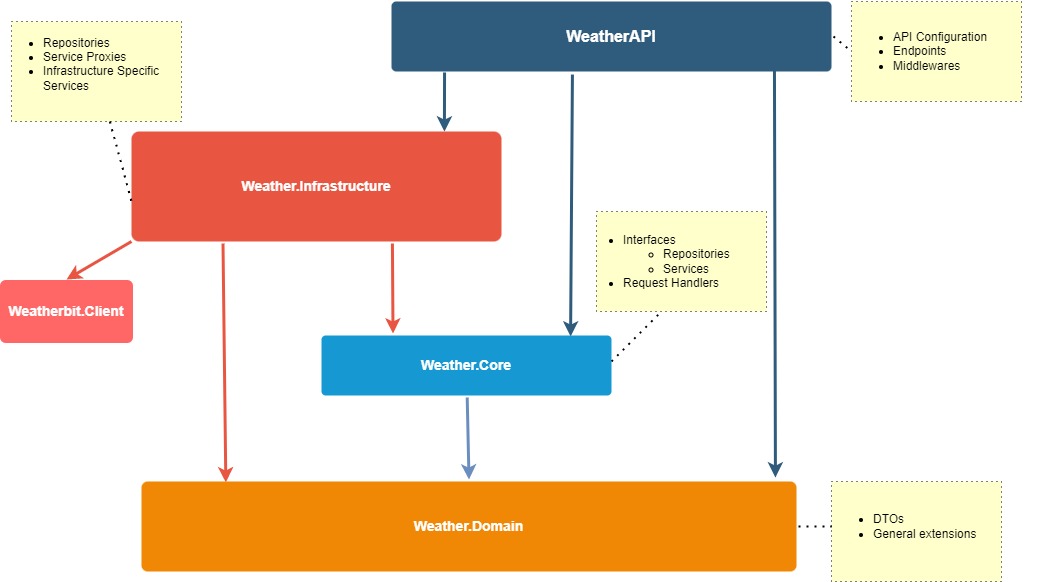 WeatherAPI
API Configuration
Endpoints
Middlewares
Repositories
Service Proxies
Infrastructure Specific
Services
Weather.Infrastructure
Interfaces
Repositories
Services
Request Handlers
Weatherbit.Client
Weather.Core
Weather.Domain
DTOs
General extensions